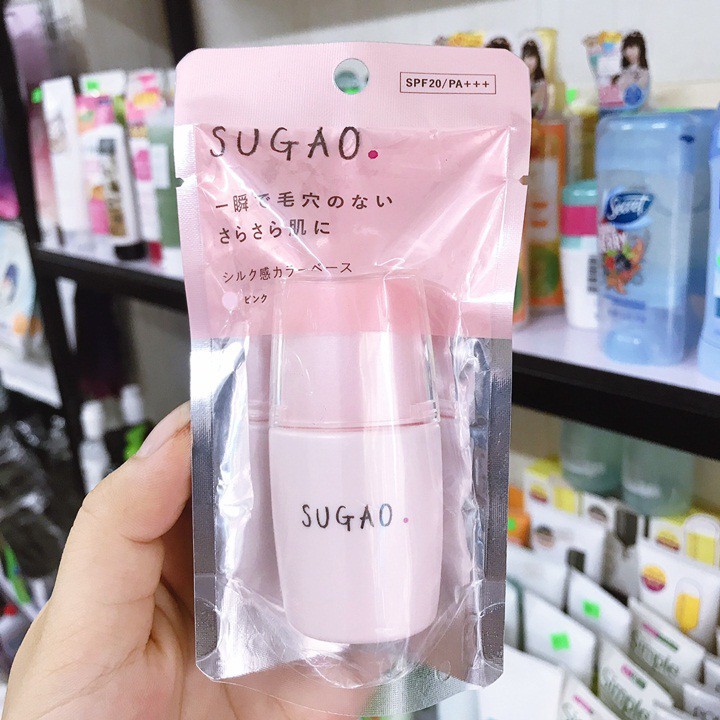 SPF20/PA+++
SUGAO.
一瞬で毛穴のない
さらさら肌に
シルク感カラーベース
ピンク
SUGAO.
Secret
Simple